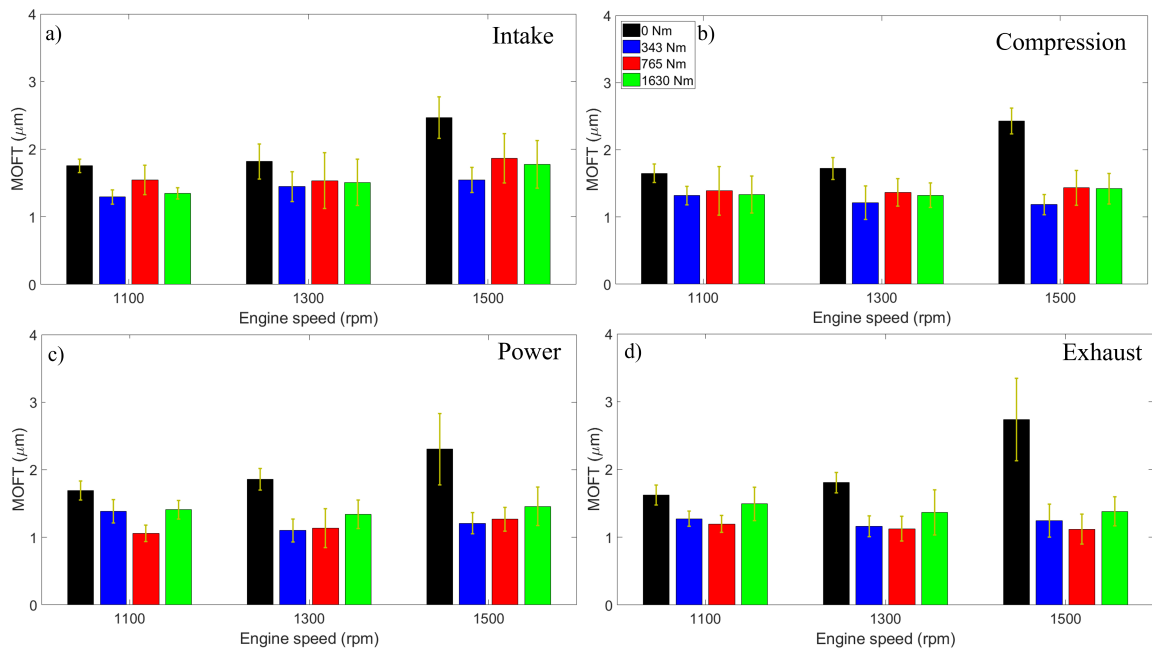 a)
Intake
MOFT (μm)
4
3
2
1
0
1100
1300
1500
Engine speed (rpm)
b)
Compression
0 Nm
343 Nm
765 Nm
1630 Nm
MOFT (μm)
4
3
2
1
0
1100
1300
1500
Engine speed (rpm)
c)
Power
MOFT (μm)
4
3
2
1
0
1100
1300
1500
Engine speed (rpm)
d)
Exhaust
MOFT (μm)
4
3
2
1
0
1100
1300
1500
Engine speed (rpm)